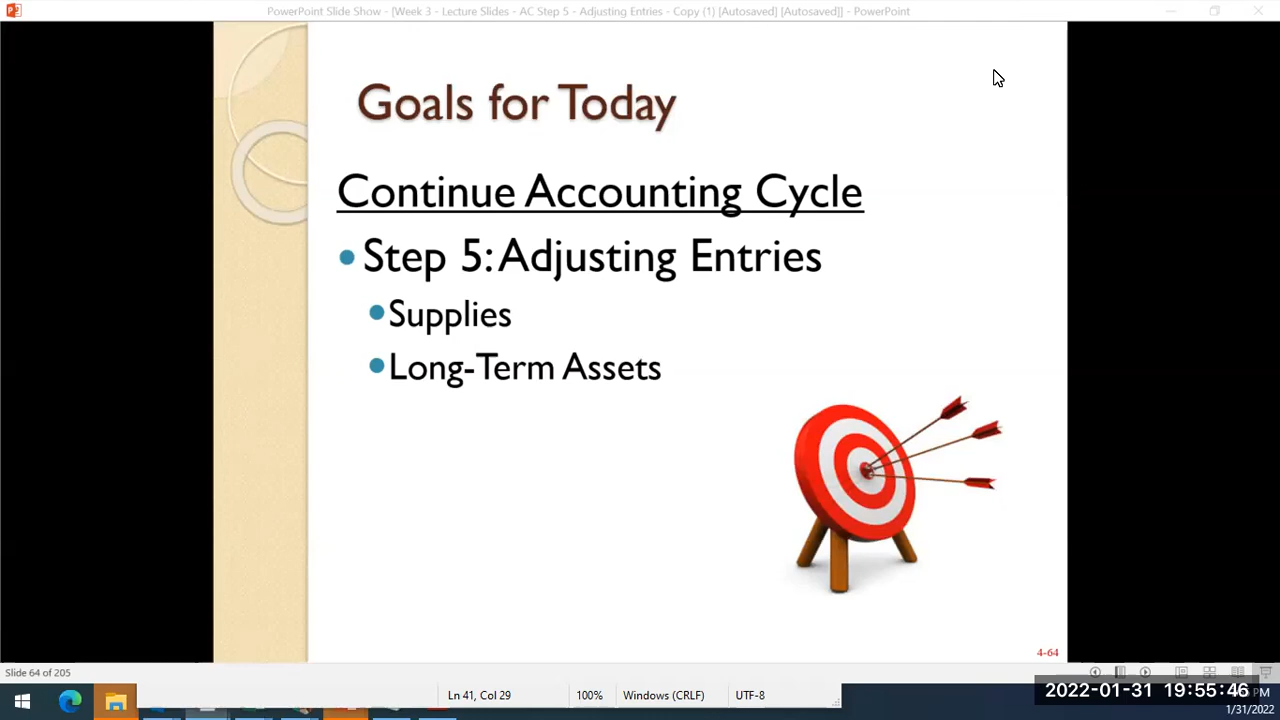 PowerPoint Slide Show - [Week 3 - Lecture Slides - AC Step 5 - Adjusting Entries - Copy (1) [Autosaved] [Autosaved]] - PowerPoint
Goals for Today
Continue Accounting Cycle
Step 5: Adjusting Entries
Supplies
Long-Term Assets
4-64
Slide 64 of 205
Ln 41, Col 29
100%
Windows (CRLF)
UTF-8
2022-01-31 19:55:46
PM
1/31/2022